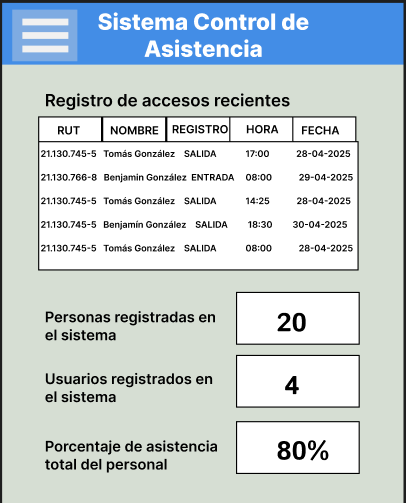 Sistema Control de
Asistencia
Registro de accesos recientes
RUT NOMBRE REGISTRO HORA FECHA
21.130.745-5 Tomás González SALIDA 17:00 28-04-2025
21.130.766-8 Benjamin González ENTRADA 08:00 29-04-2025
21.130.745-5 Tomás González SALIDA 14:25 28-04-2025
21.130.745-5 Benjamín González SALIDA 18:30 30-04-2025
21.130.745-5 Tomás González SALIDA 08:00 28-04-2025
Personas registradas en
el sistema
20
Usuarios registrados en
el sistema
4
Porcentaje de asistencia
total del personal
80%